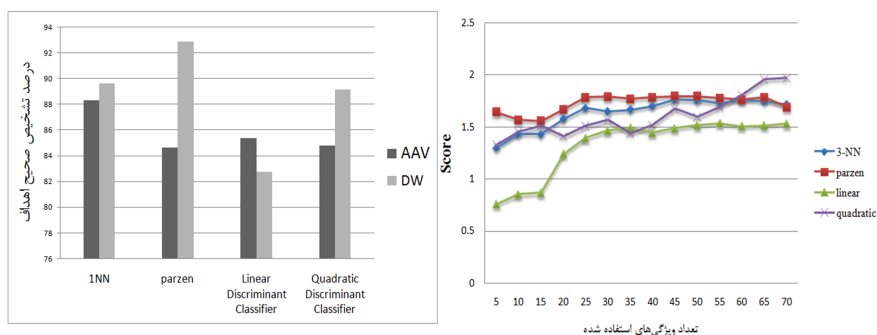 94
92
90
88
86
84
82
80
78
76
درصد تشخیص صحیح اهداف
1NN
parzen
Linear
Discriminant
Classifier
Quadratic
Discriminant
Classifier
AAV
DW
2.5
2
1.5
1
0.5
0
Score
5 10 15 20 25 30 35 40 45 50 55 60 65 70
تعداد ویژگی‌های استفاده شده
3-NN
parzen
linear
quadratic